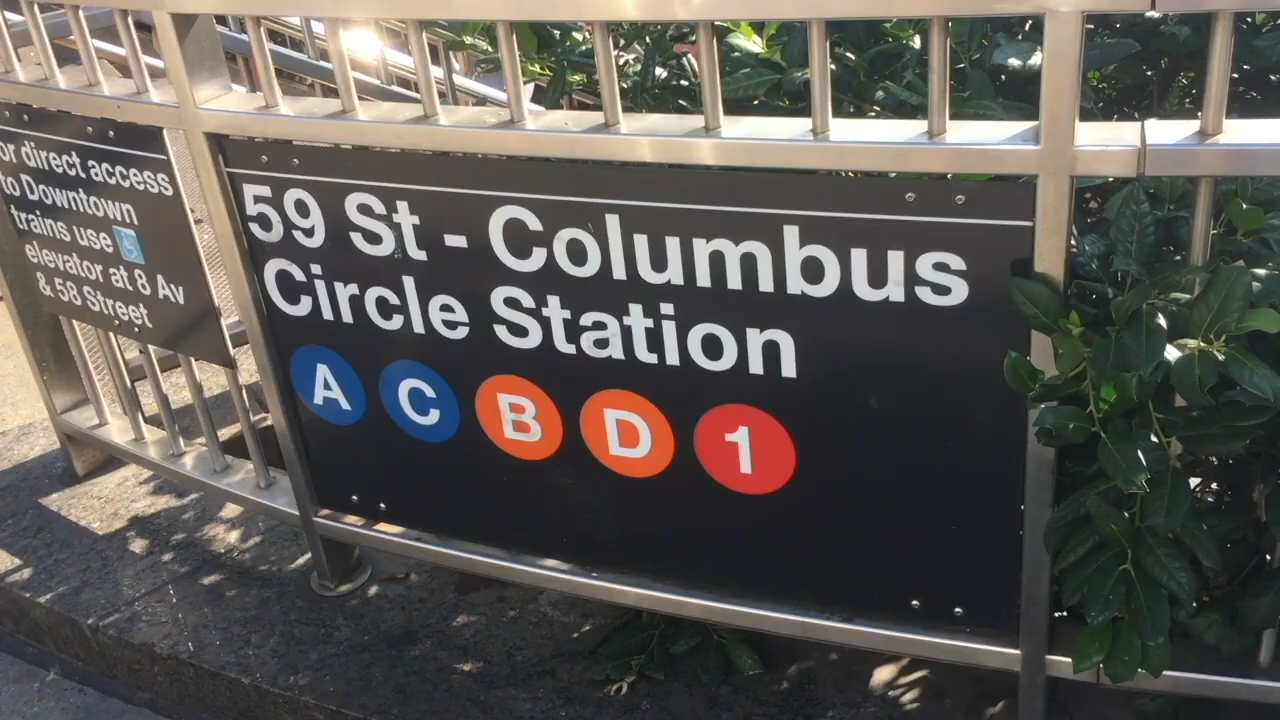 or direct access
to Downtown
trains use
elevator at 8 Av
& 58 Street
59 St - Columbus
Circle Station
A C B D 1